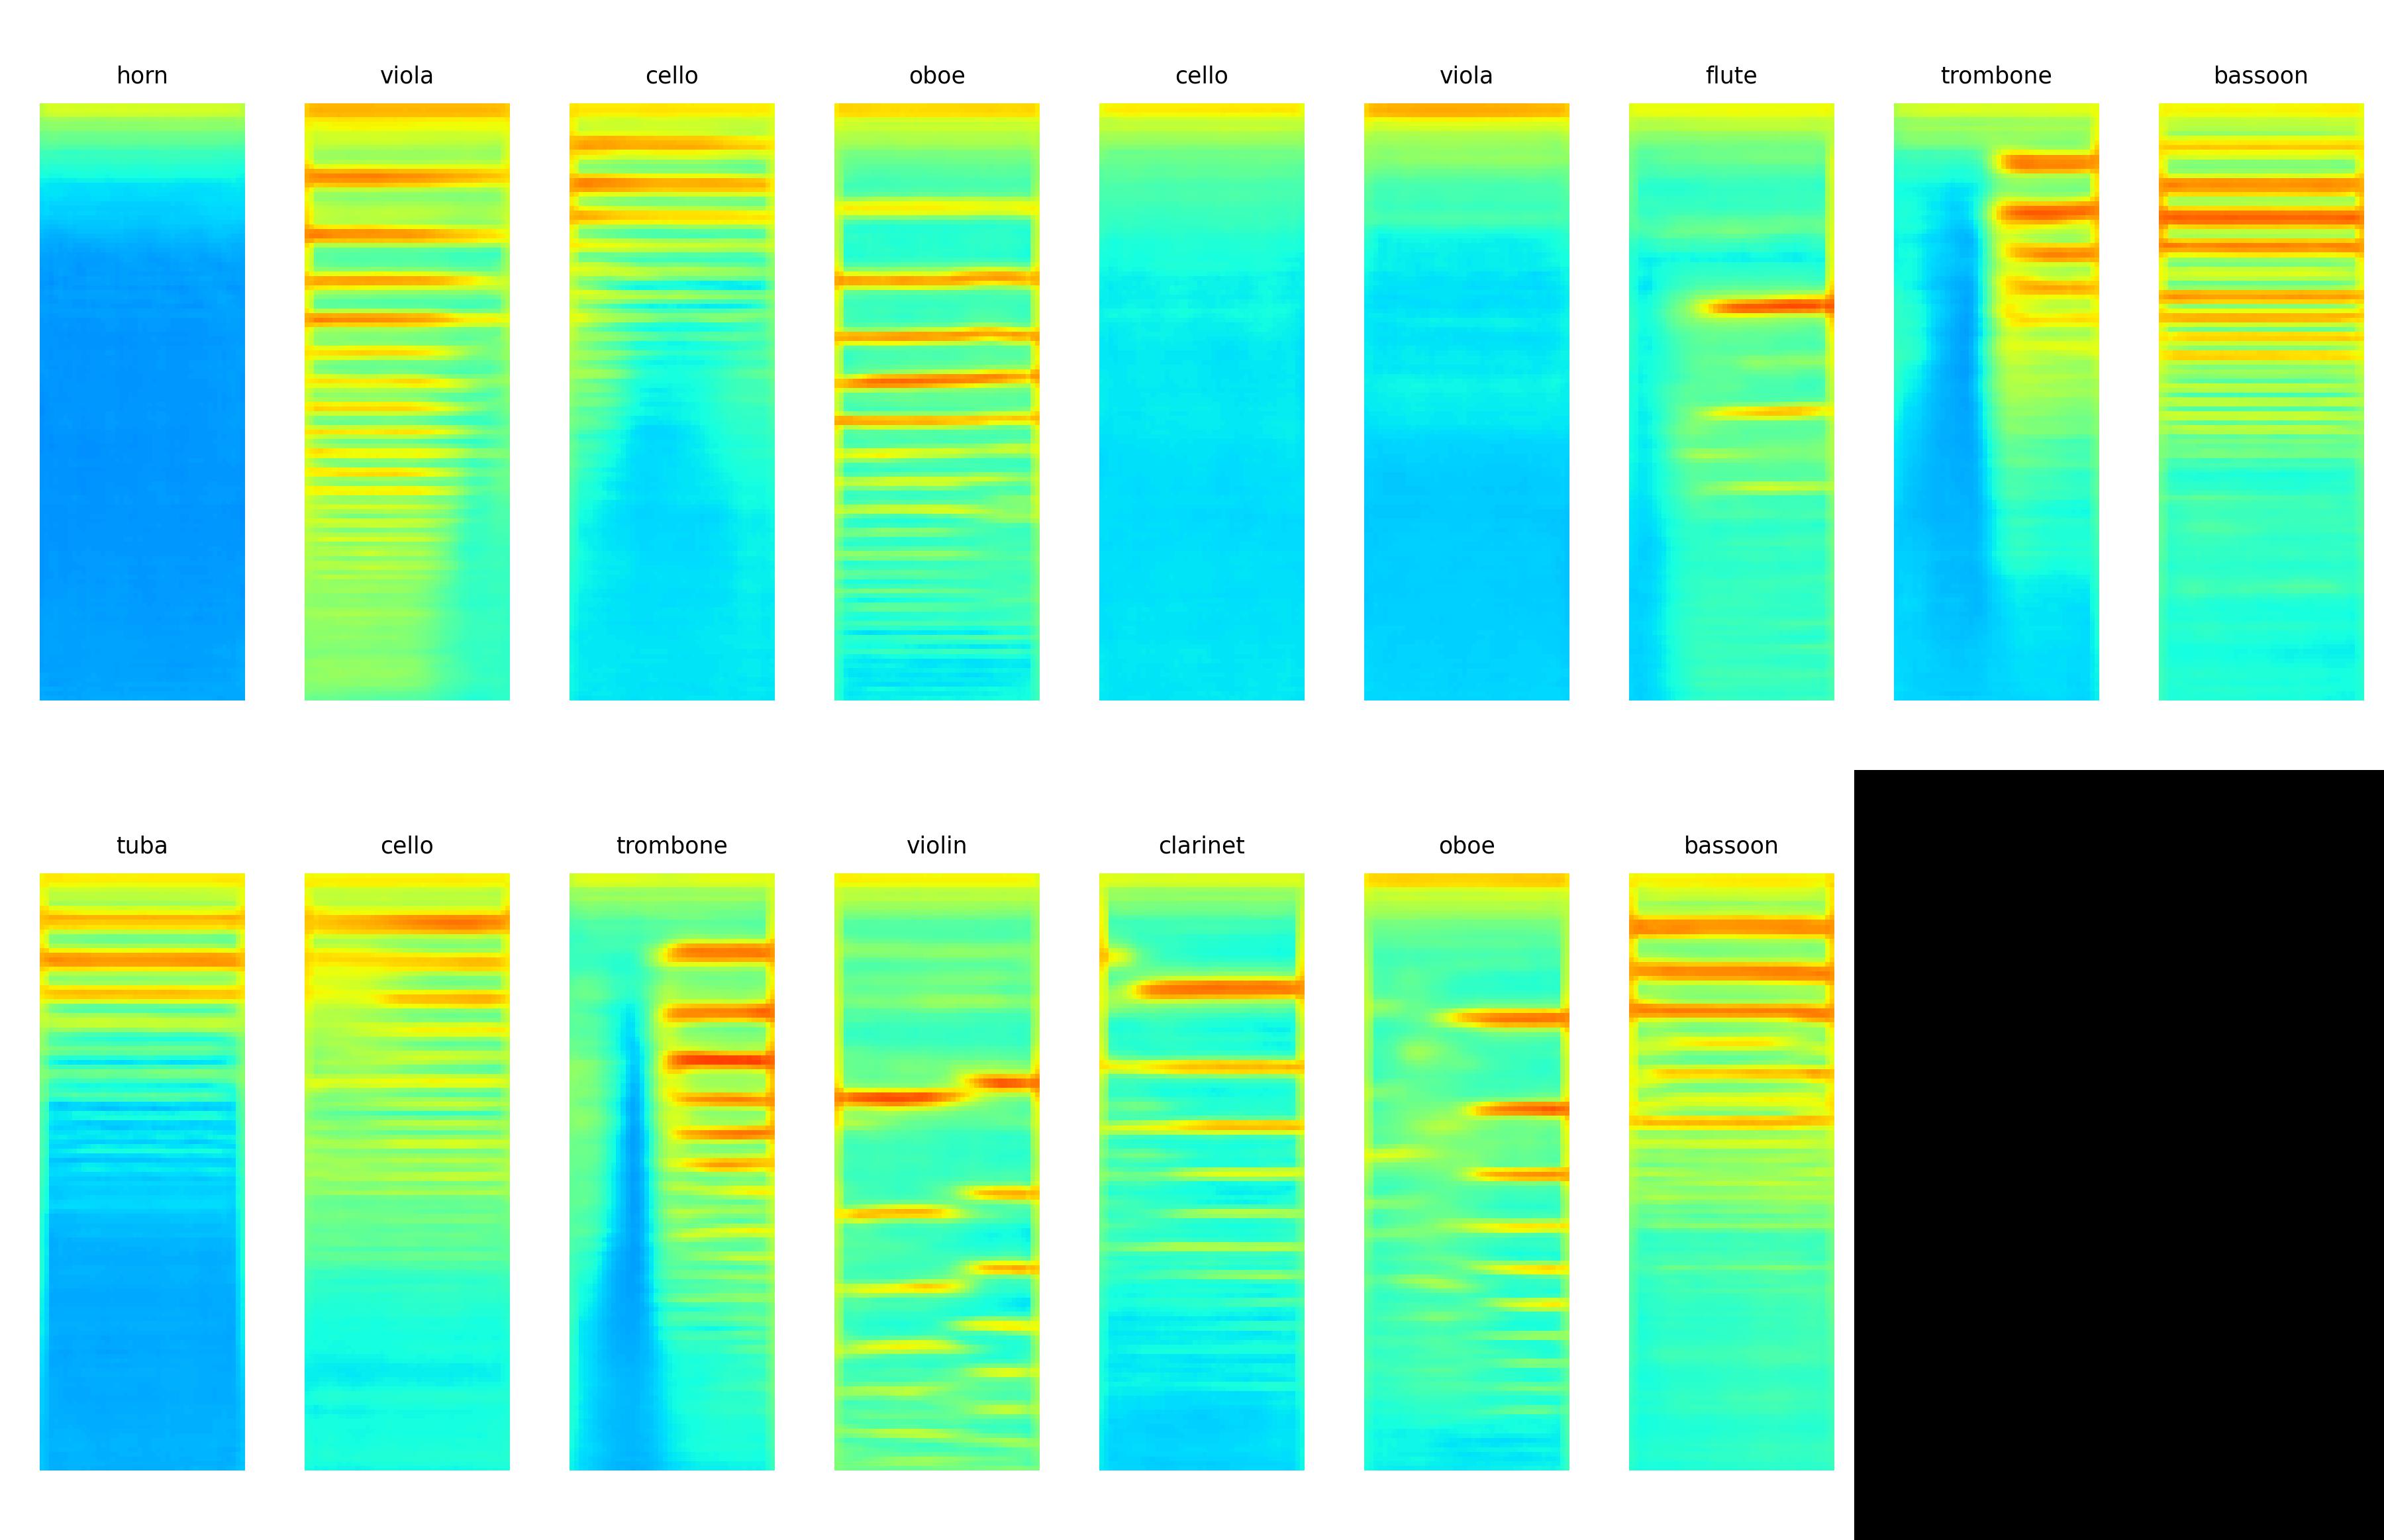 horn viola cello oboe cello viola flute trombone bassoon
tuba cello trombone violin clarinet oboe bassoon